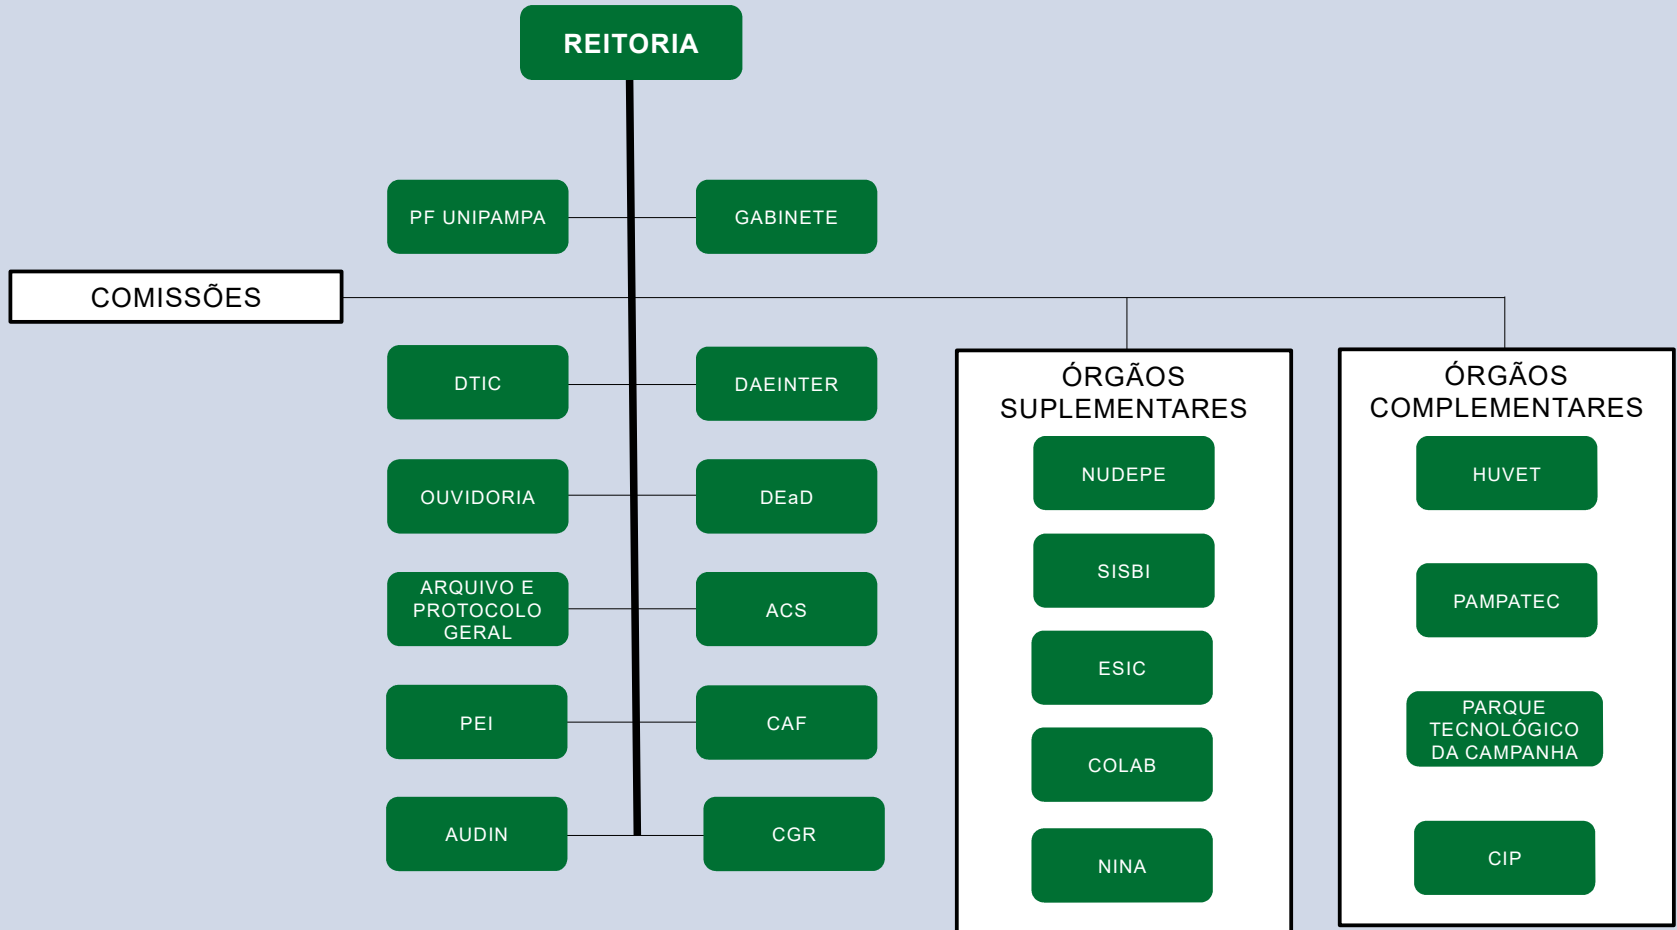 REITORIA
PF UNIPAMPA
GABINETE
COMISSÕES
DTIC
DAEINTER
OUVIDORIA
DEaD
ARQUIVO E
PROTOCOLO
GERAL
ACS
PEI
CAF
AUDIN
CGR
ÓRGÃOS
SUPLEMENTARES
NUDEPE
SISBI
ESIC
COLAB
NINA
ÓRGÃOS
COMPLEMENTARES
HUVET
PAMPATEC
PARQUE
TECNOLÓGICO
DA CAMPANHA
CIP